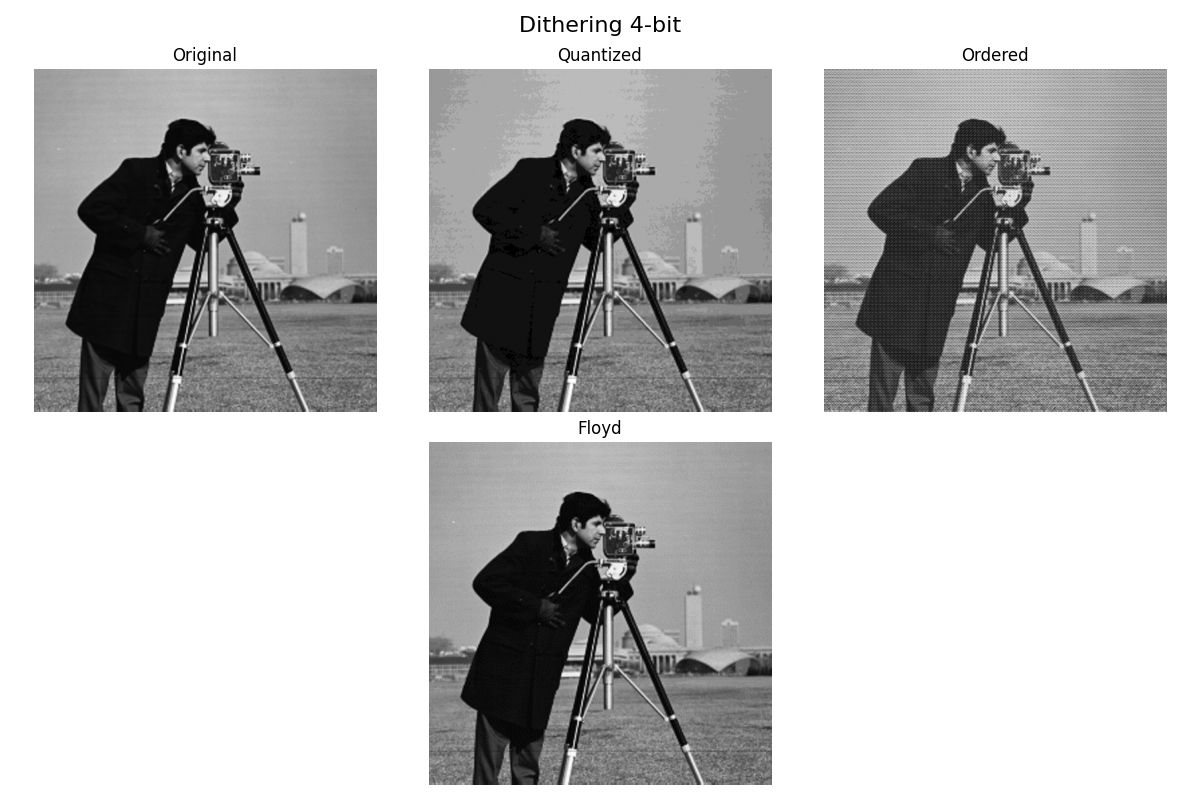 Dithering 4-bit
Original
Quantized
Ordered
Floyd